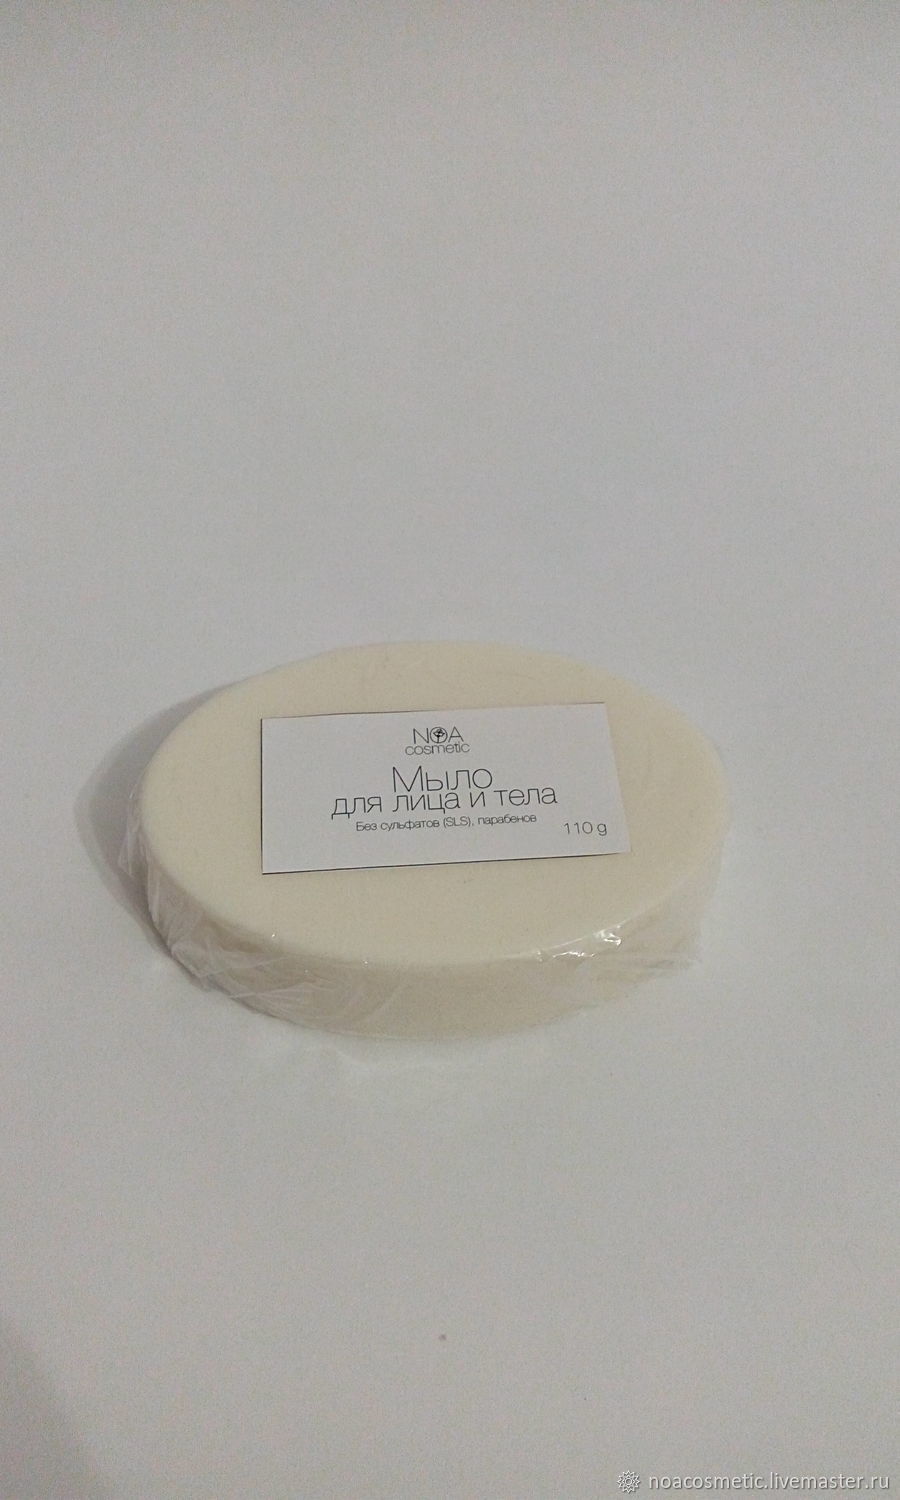 NOA
cosmetic
Мыло
для лица и тела
Без сульфатов (SLS), парабенов
110 g
noacosmetic.livemaster.ru